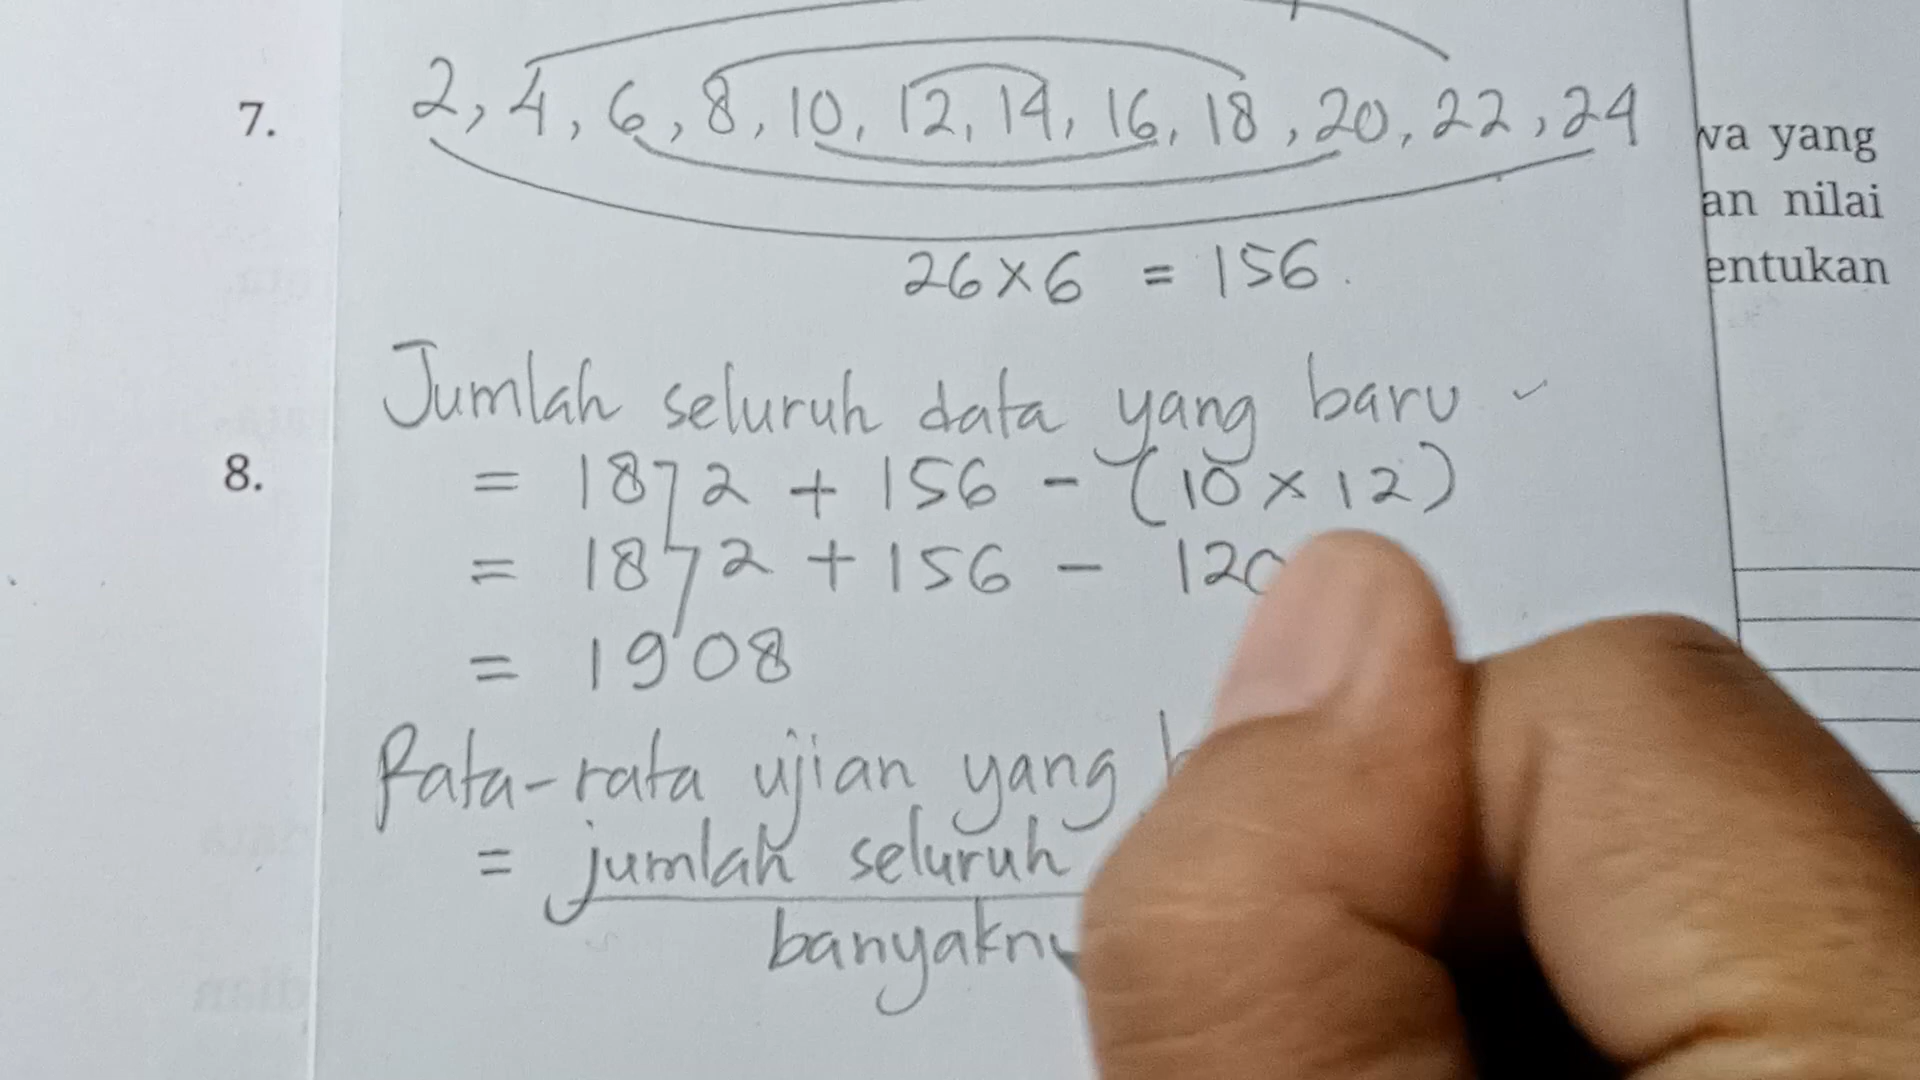 7.
2, 4, 6, 8, 10, 12, 14, 16, 18, 20, 22, 24
26 × 6 = 156.
Jumlah seluruh data yang baru
8.
= 1872 + 156 - (10 × 12)
= 1872 + 156 - 120
= 1908
Rata-rata ujian yang
= jumlah seluruh
banyakny
va yang
an nilai
entukan